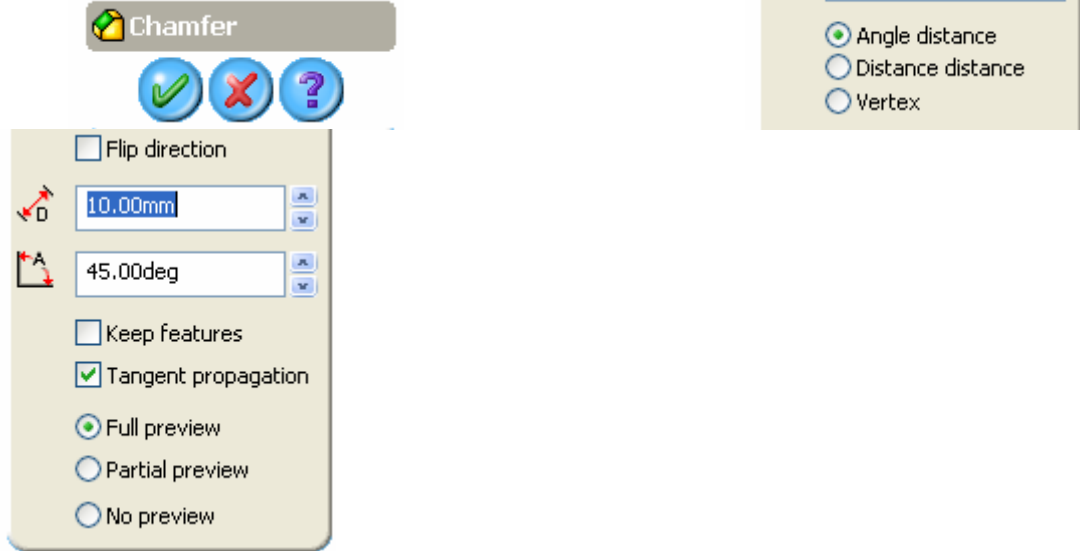 Chamfer
Angle distance
Distance distance
Vertex
Flip direction
D
10.00mm
A
45.00deg
Keep features
Tangent propagation
Full preview
Partial preview
No preview